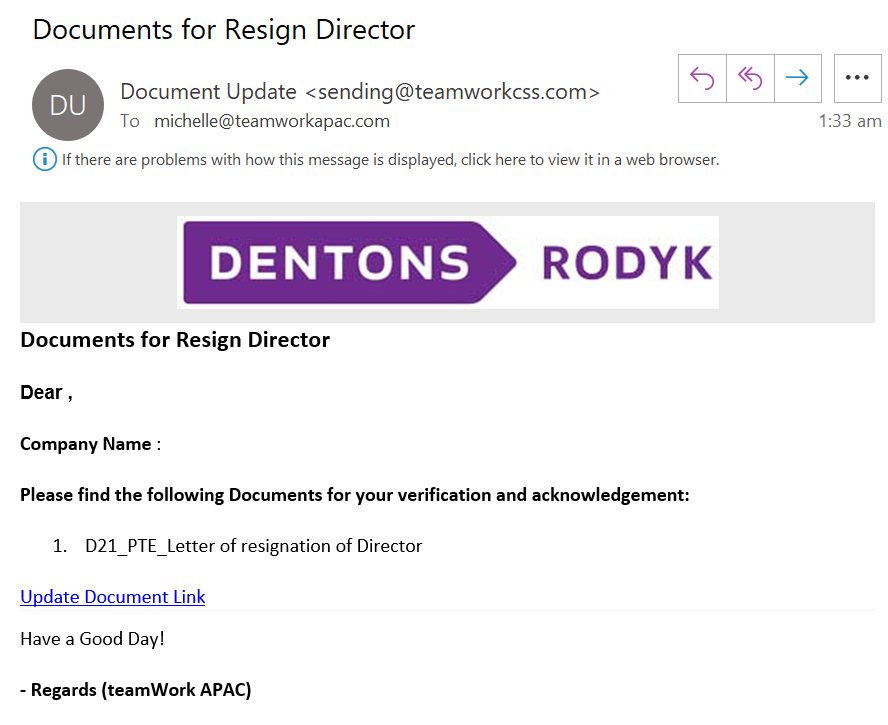 Documents for Resign Director
DU
Document Update <sending@teamworkcss.com>
To michelle@teamworkapac.com
1:33 am
If there are problems with how this message is displayed, click here to view it in a web browser.
DENTONS RODYK
Documents for Resign Director
Dear ,
Company Name :
Please find the following Documents for your verification and acknowledgement:
1. D21_PTE_Letter of resignation of Director
Update Document Link
Have a Good Day!
- Regards (teamWork APAC)